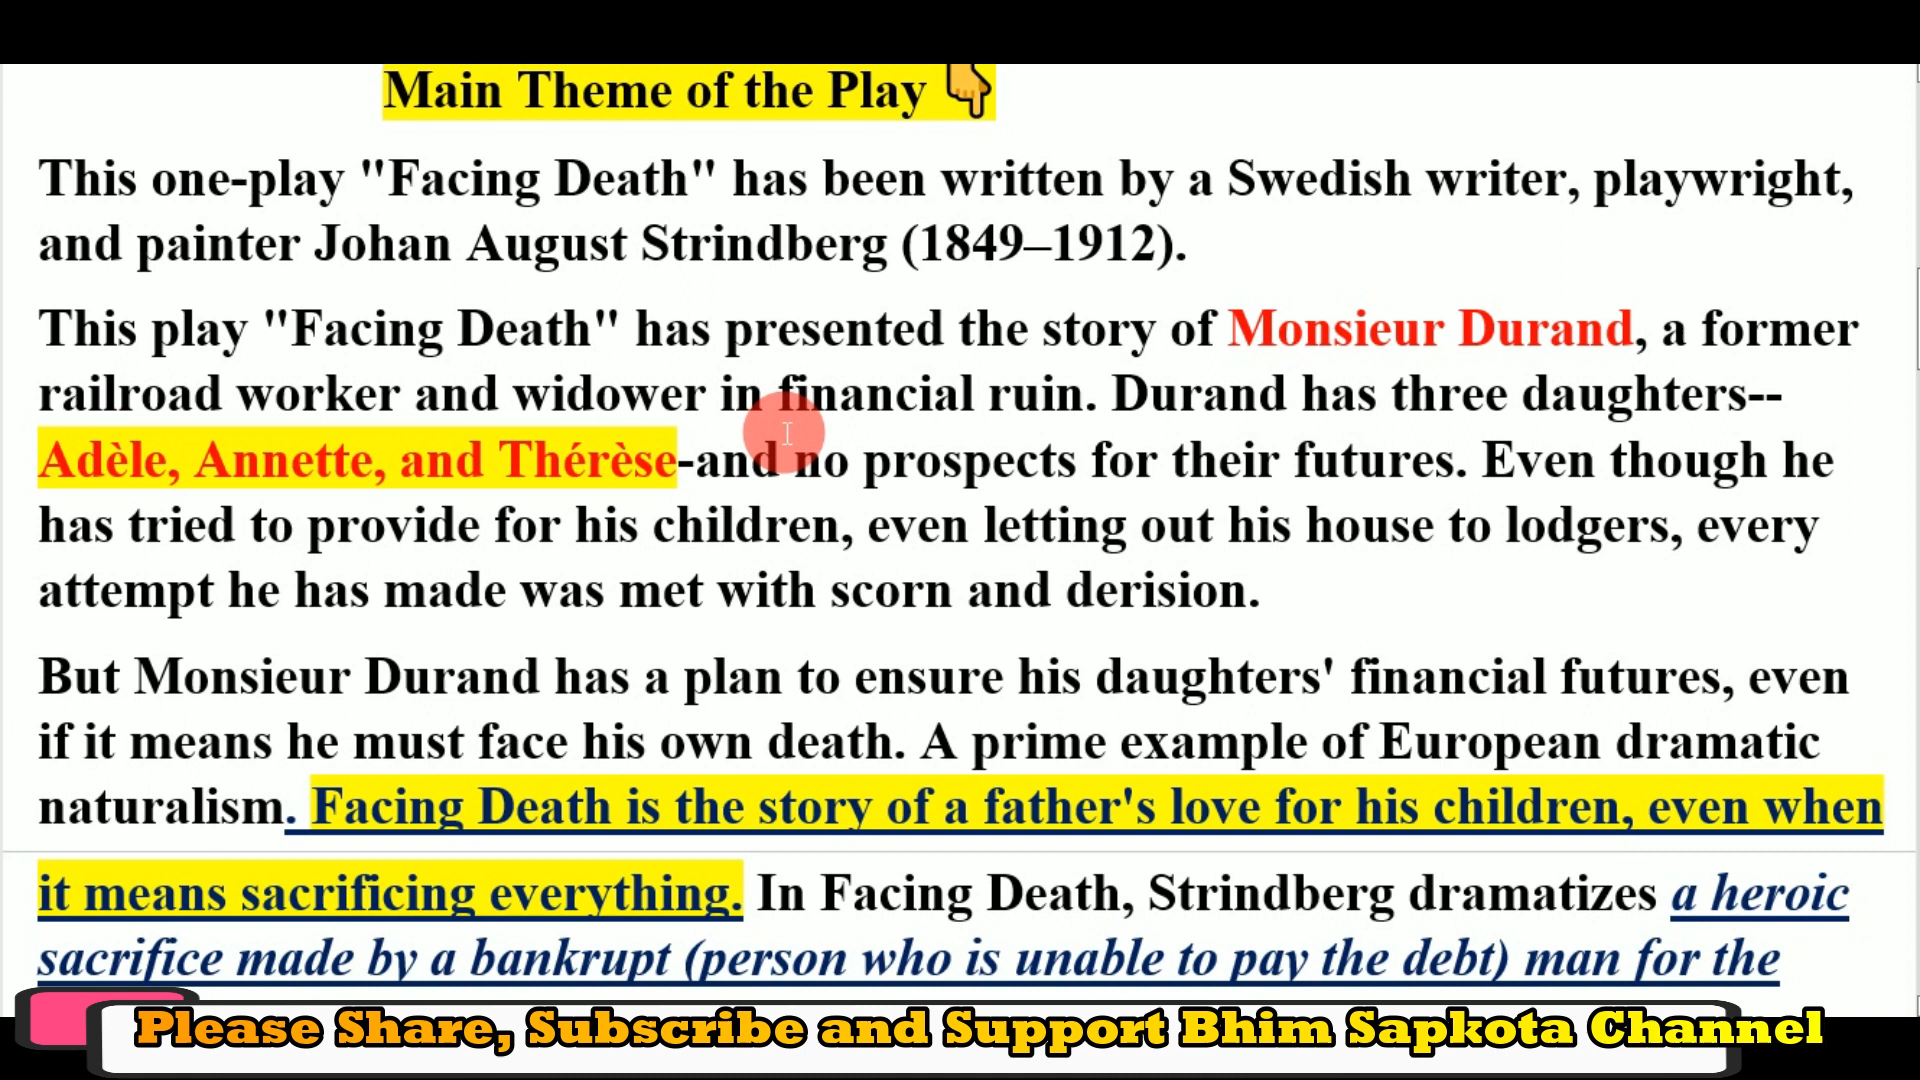 Main Theme of the Play 👇
This one-play "Facing Death" has been written by a Swedish writer, playwright,
and painter Johan August Strindberg (1849–1912).
This play "Facing Death" has presented the story of Monsieur Durand, a former
railroad worker and widower in financial ruin. Durand has three daughters--
Adèle, Annette, and Thérèse-and no prospects for their futures. Even though he
has tried to provide for his children, even letting out his house to lodgers, every
attempt he has made was met with scorn and derision.
But Monsieur Durand has a plan to ensure his daughters' financial futures, even
if it means he must face his own death. A prime example of European dramatic
naturalism. Facing Death is the story of a father's love for his children, even when
it means sacrificing everything. In Facing Death, Strindberg dramatizes a heroic
sacrifice made by a bankrupt (person who is unable to pay the debt) man for the
Please Share, Subscribe and Support Bhim Sapkota Channel